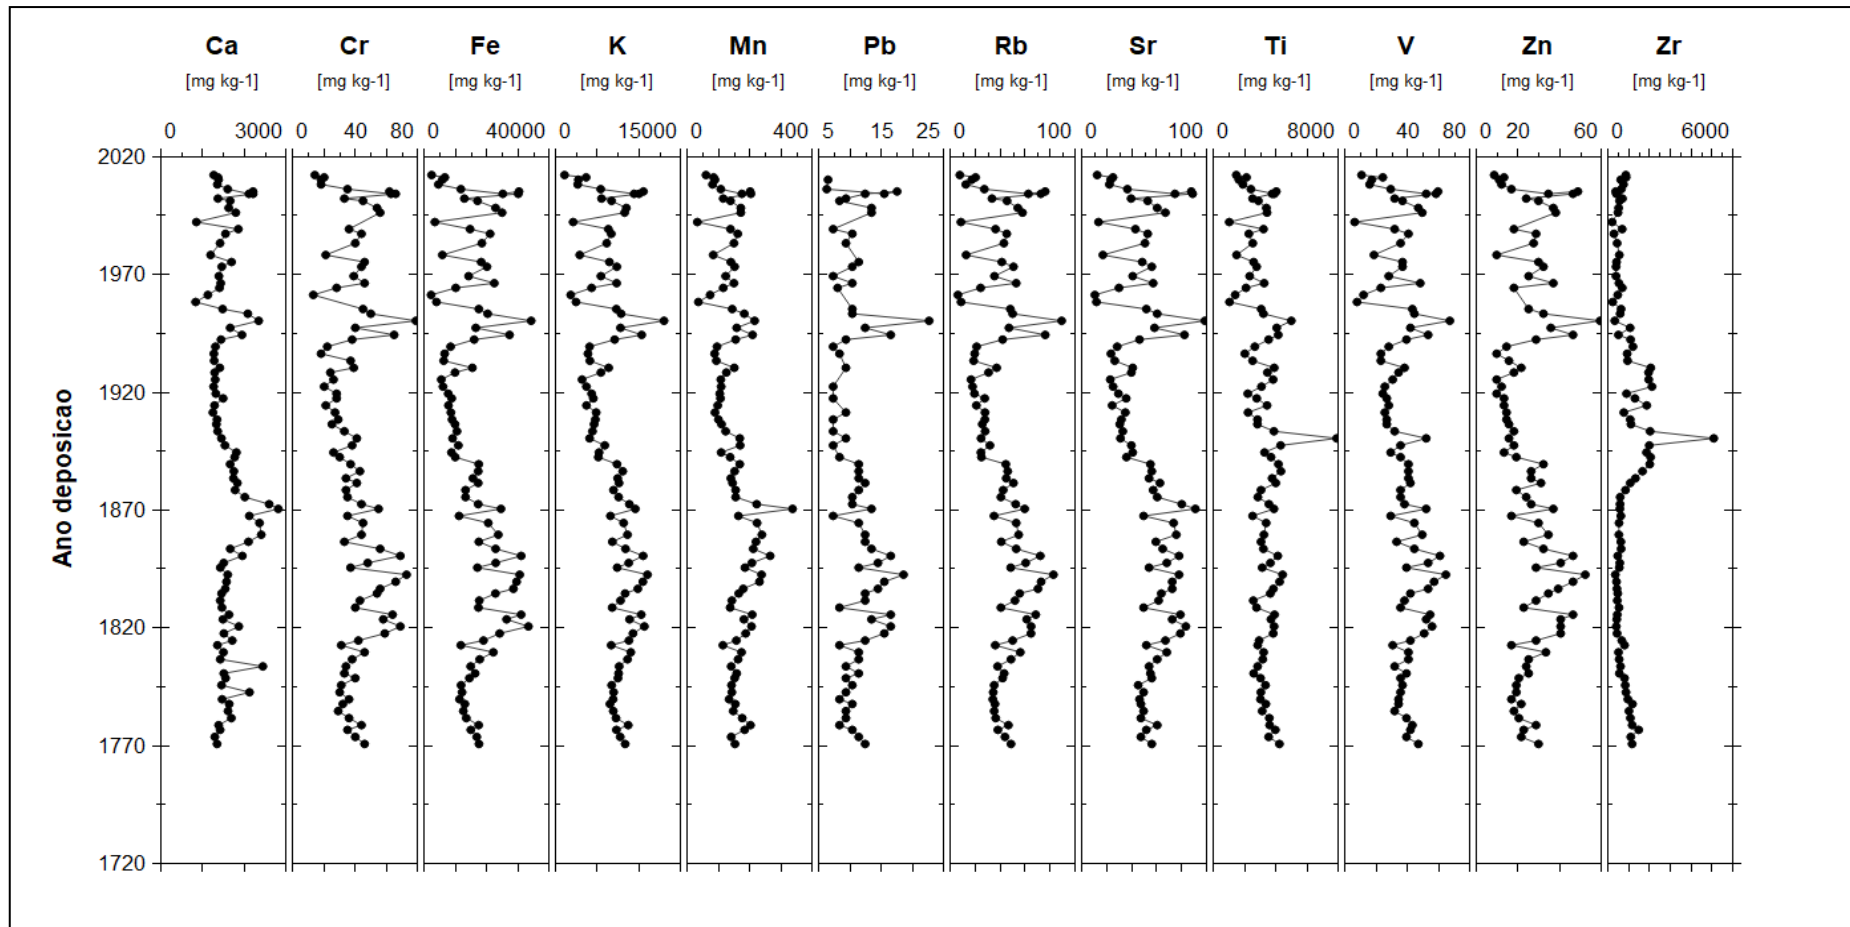 Ca Cr Fe K Mn Pb Rb Sr Ti V Zn Zr
[mg kg-1] [mg kg-1] [mg kg-1] [mg kg-1] [mg kg-1] [mg kg-1] [mg kg-1] [mg kg-1] [mg kg-1] [mg kg-1] [mg kg-1] [mg kg-1]
0 3000 0 40 80 0 40000 0 15000 0 400 5 15 25 0 100 0 100 0 8000 0 40 80 0 20 60 0 6000
2020
1970
1920
1870
1820
1770
1720
Ano deposicao